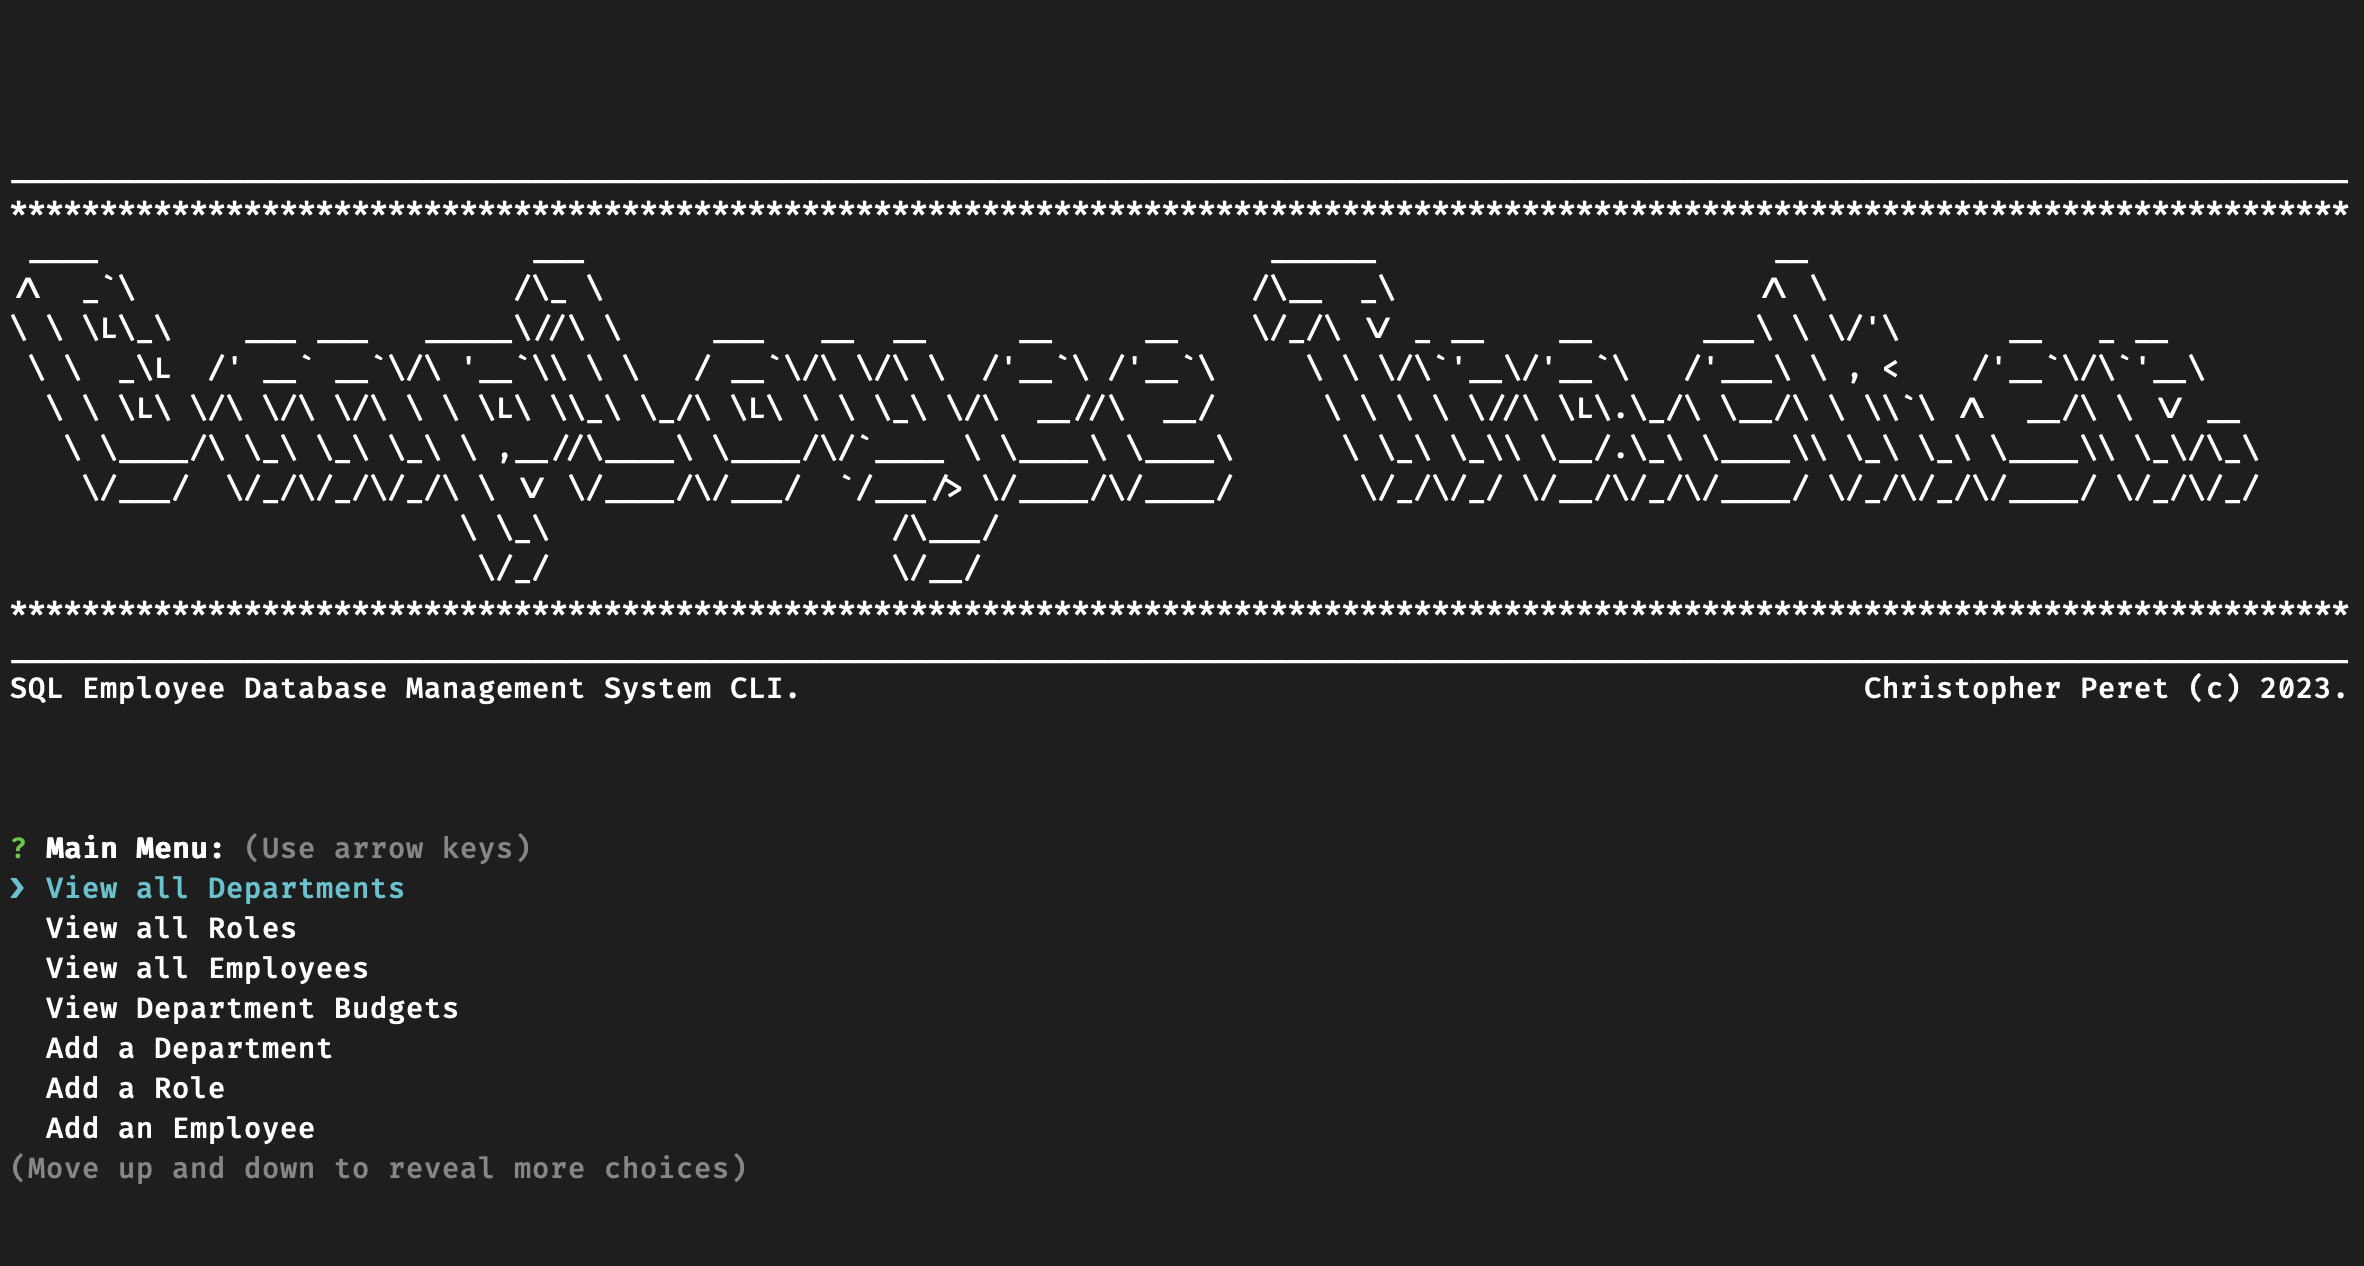 Employee Tracker
SQL Employee Database Management System CLI. Christopher Peret (c) 2023.
? Main Menu: (Use arrow keys)
❯ View all Departments
View all Roles
View all Employees
View Department Budgets
Add a Department
Add a Role
Add an Employee
(Move up and down to reveal more choices)